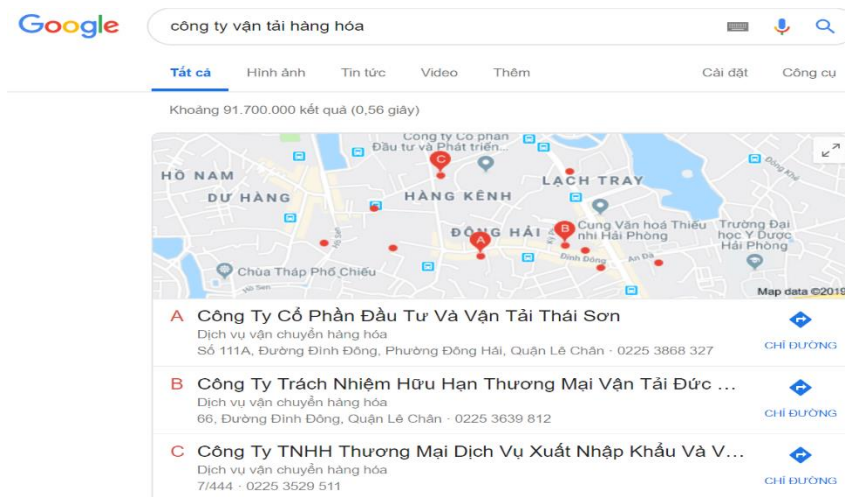 Google
công ty vận tải hàng hóa
Tất cả Hình ảnh Tin tức Video Thêm Cài đặt Công cụ
Khoảng 91.700.000 kết quả (0,56 giây)
Công ty Cổ phần
Đầu tư và Phát triển...
C
HỒ NAM
DƯ HÀNG
HÀNG KÊNH
LẠCH TRAY
Đông Khê
ĐÔNG HẢI
A
B
Cung Văn hoá Thiếu
nhi Hải Phòng
Trường Đại
học Y Dược
Hải Phòng
Hồ Sen
Đình Đông
An Đà
Chùa Tháp Phổ Chiếu
Hồ Sen
Map data ©2019
A Công Ty Cổ Phần Đầu Tư Và Vận Tải Thái Sơn
Dịch vụ vận chuyển hàng hóa
Số 111A, Đường Đình Đông, Phường Đông Hải, Quận Lê Chân · 0225 3868 327
CHỈ ĐƯỜNG
B Công Ty Trách Nhiệm Hữu Hạn Thương Mại Vận Tải Đức ...
Dịch vụ vận chuyển hàng hóa
66, Đường Đình Đông, Quận Lê Chân · 0225 3639 812
CHỈ ĐƯỜNG
C Công Ty TNHH Thương Mại Dịch Vụ Xuất Nhập Khẩu Và V...
Dịch vụ vận chuyển hàng hóa
7/444 · 0225 3529 511
CHỈ ĐƯỜNG